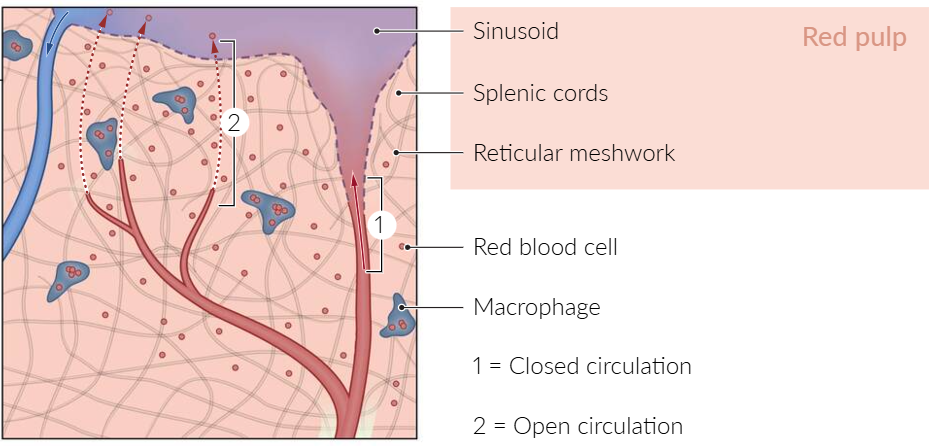 Sinusoid
Red pulp
Splenic cords
2
Reticular meshwork
1
Red blood cell
Macrophage
1 = Closed circulation
2 = Open circulation